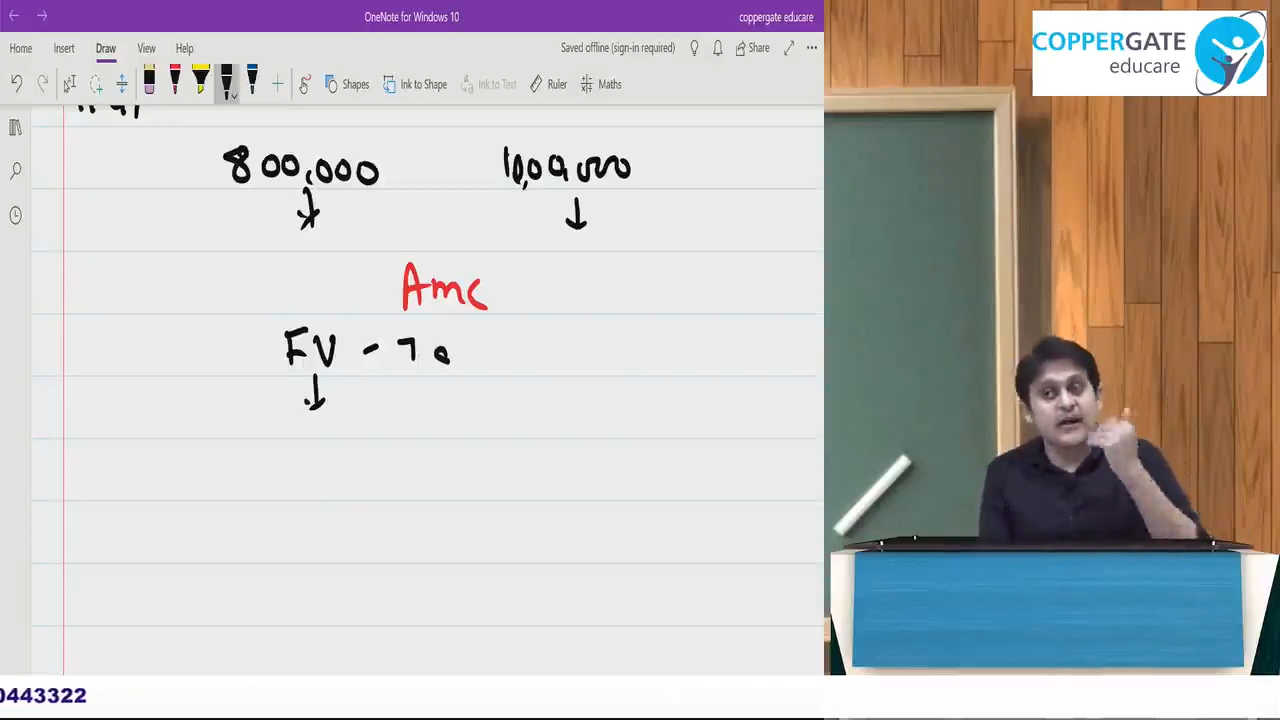 OneNote for Windows 10
coppergate educare
Home Insert Draw View Help
Saved offline (sign-in required)
Share
Shapes
Ink to Shape
Ink to Text
Ruler
Maths
COPPERGATE
educare
800,000
10,00,000
Amc
FV - 70
0443322